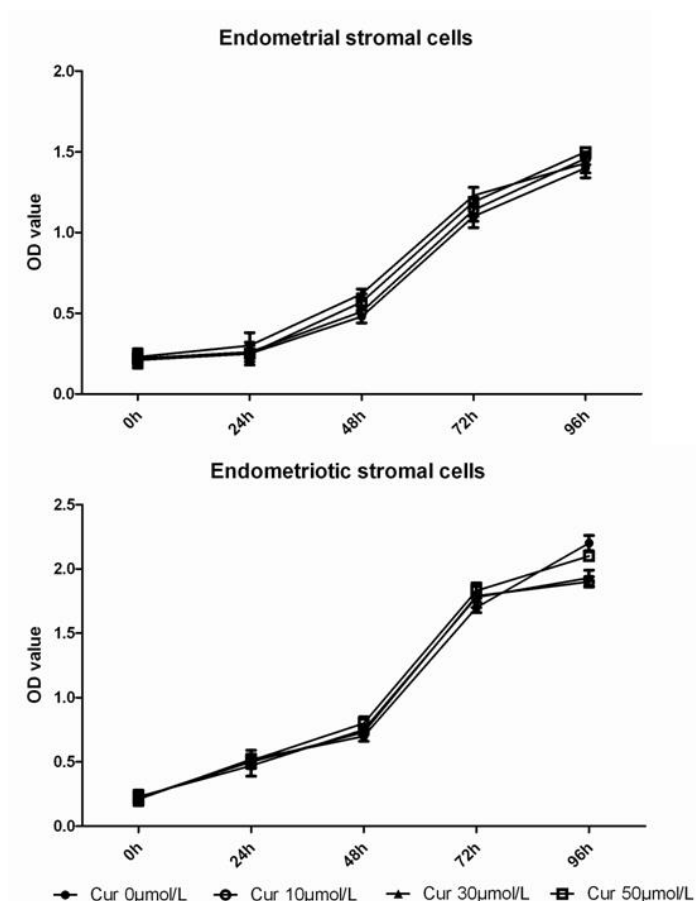 Endometrial stromal cells
2.0
1.5
1.0
0.5
0.0
OD value
0h
24h
48h
72h
96h
Endometriotic stromal cells
2.5
2.0
1.5
1.0
0.5
0.0
OD value
0h
24h
48h
72h
96h
Cur 0μmol/L Cur 10μmol/L Cur 30μmol/L Cur 50μmol/L